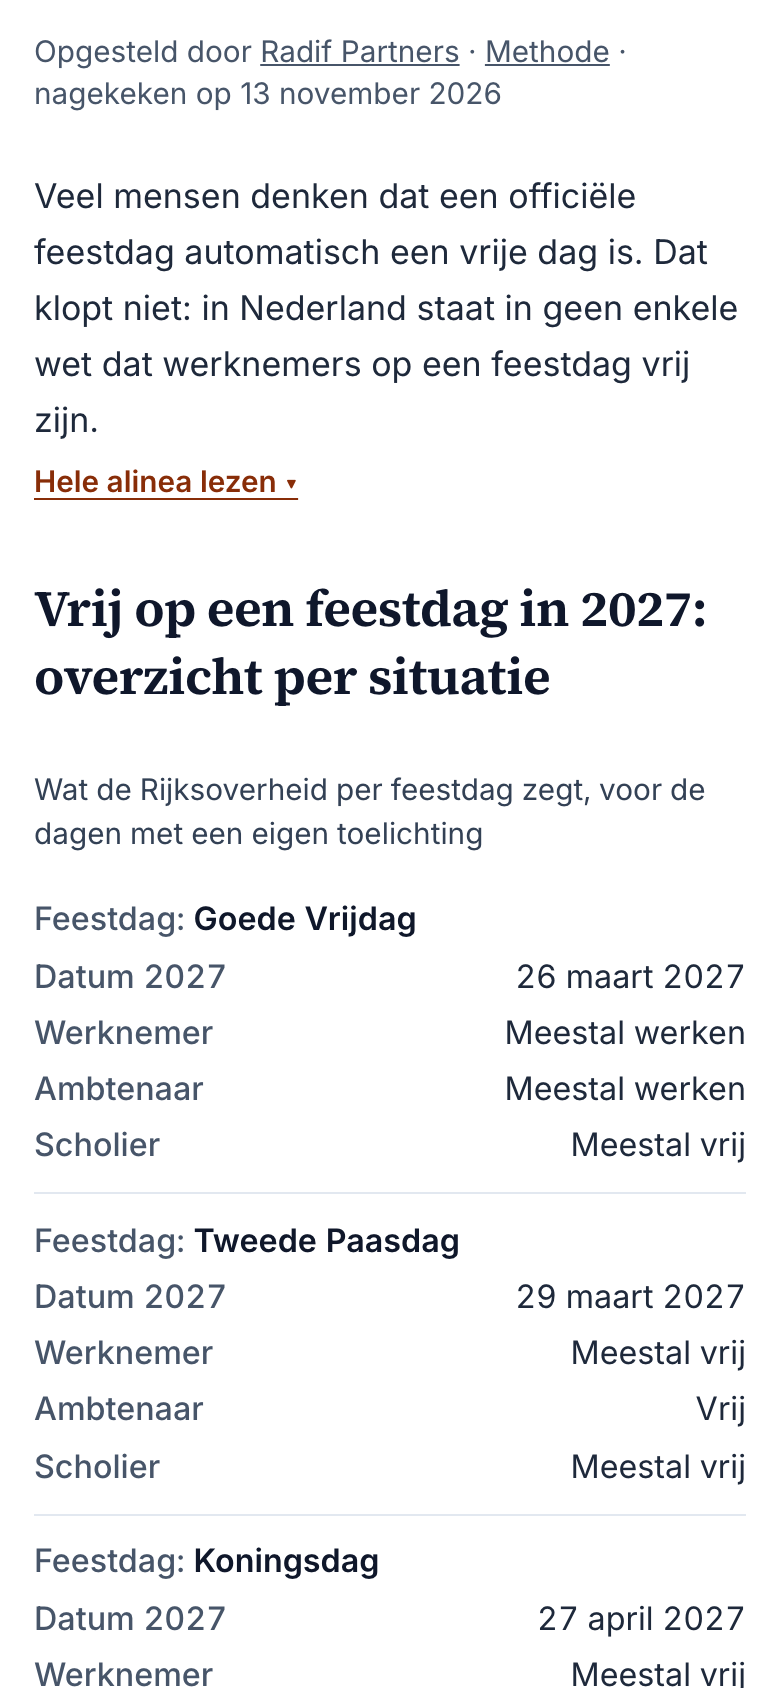 Opgesteld door Radif Partners · Methode ·
nagekeken op 13 november 2026
Veel mensen denken dat een officiële
feestdag automatisch een vrije dag is. Dat
klopt niet: in Nederland staat in geen enkele
wet dat werknemers op een feestdag vrij
zijn.
Hele alinea lezen ▾
Vrij op een feestdag in 2027:
overzicht per situatie
Wat de Rijksoverheid per feestdag zegt, voor de
dagen met een eigen toelichting
Feestdag: Goede Vrijdag
Datum 2027 26 maart 2027
Werknemer Meestal werken
Ambtenaar Meestal werken
Scholier Meestal vrij
Feestdag: Tweede Paasdag
Datum 2027 29 maart 2027
Werknemer Meestal vrij
Ambtenaar Vrij
Scholier Meestal vrij
Feestdag: Koningsdag
Datum 2027 27 april 2027
Werknemer Meestal vrij